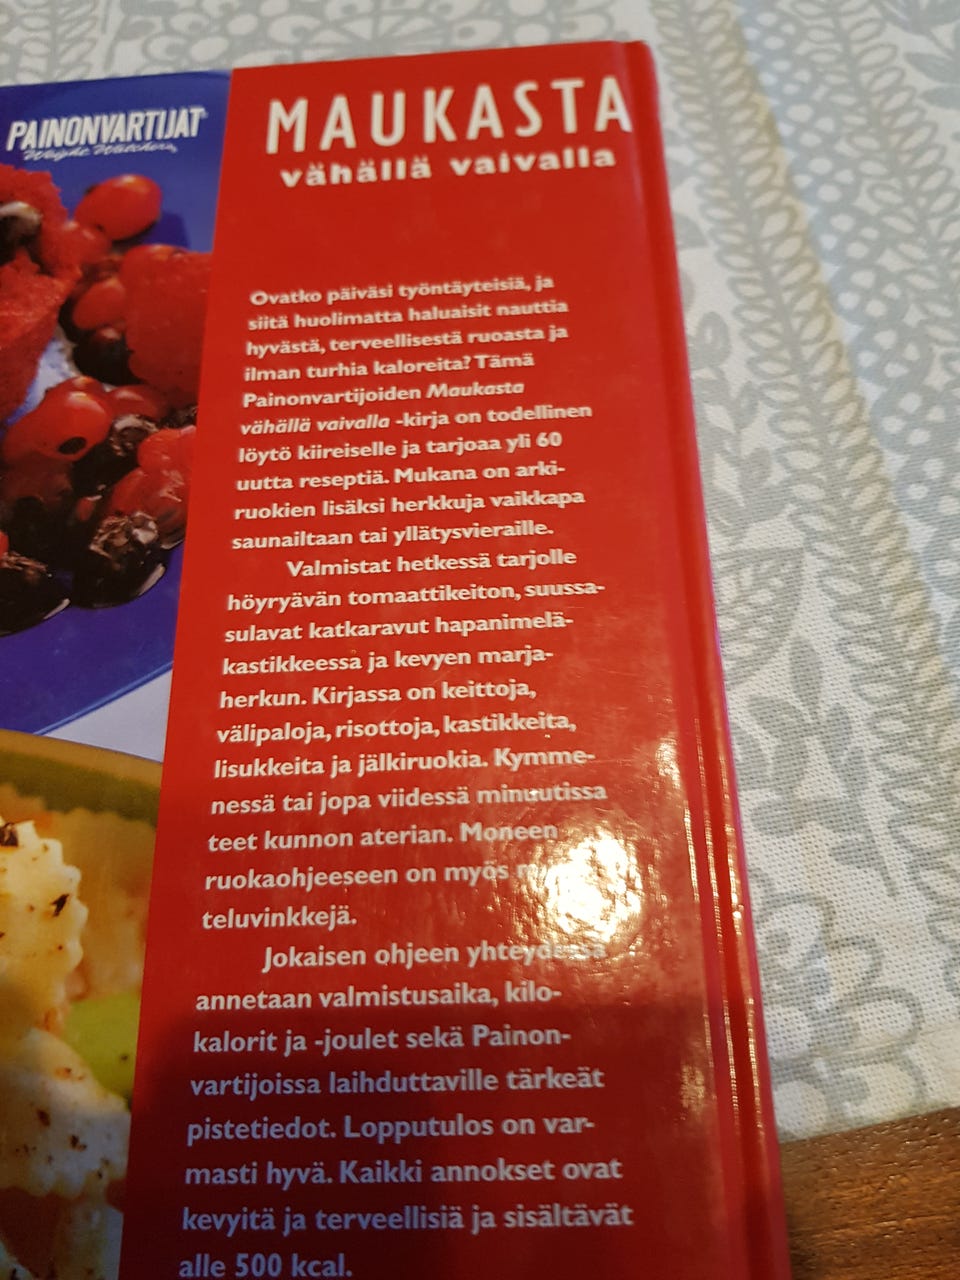 PAINONVARTIJAT
Weight Watchers
MAUKASTA
vähällä vaivalla
Ovatko päiväsi työntäyteisiä, ja
siitä huolimatta haluaisit nauttia
hyvästä, terveellisestä ruoasta ja
ilman turhia kaloreita? Tämä
Painonvartijoiden Maukasta
vähällä vaivalla -kirja on todellinen
löytö kiireiselle ja tarjoaa yli 60
uutta reseptiä. Mukana on arki-
ruokien lisäksi herkkuja vaikkapa
saunailtaan tai yllätysvieraille.
Valmistat hetkessä tarjolle
höyryävän tomaattikeiton, suussa-
sulavat katkaravut hapanimelä-
kastikkeessa ja kevyen marja-
herkun. Kirjassa on keittoja,
välipaloja, risottoja, kastikkeita,
lisukkeita ja jälkiruokia. Kymme-
nessä tai jopa viidessä minuutissa
teet kunnon aterian. Moneen
ruokaohjeeseen on myös
teluvinkkejä.
Jokaisen ohjeen yhteydessä
annetaan valmistusaika, kilo-
kalorit ja -joulet sekä Painon-
vartijoissa laihduttaville tärkeät
pistetiedot. Lopputulos on var-
masti hyvä. Kaikki annokset ovat
kevyitä ja terveellisiä ja sisältävät
alle 500 kcal.